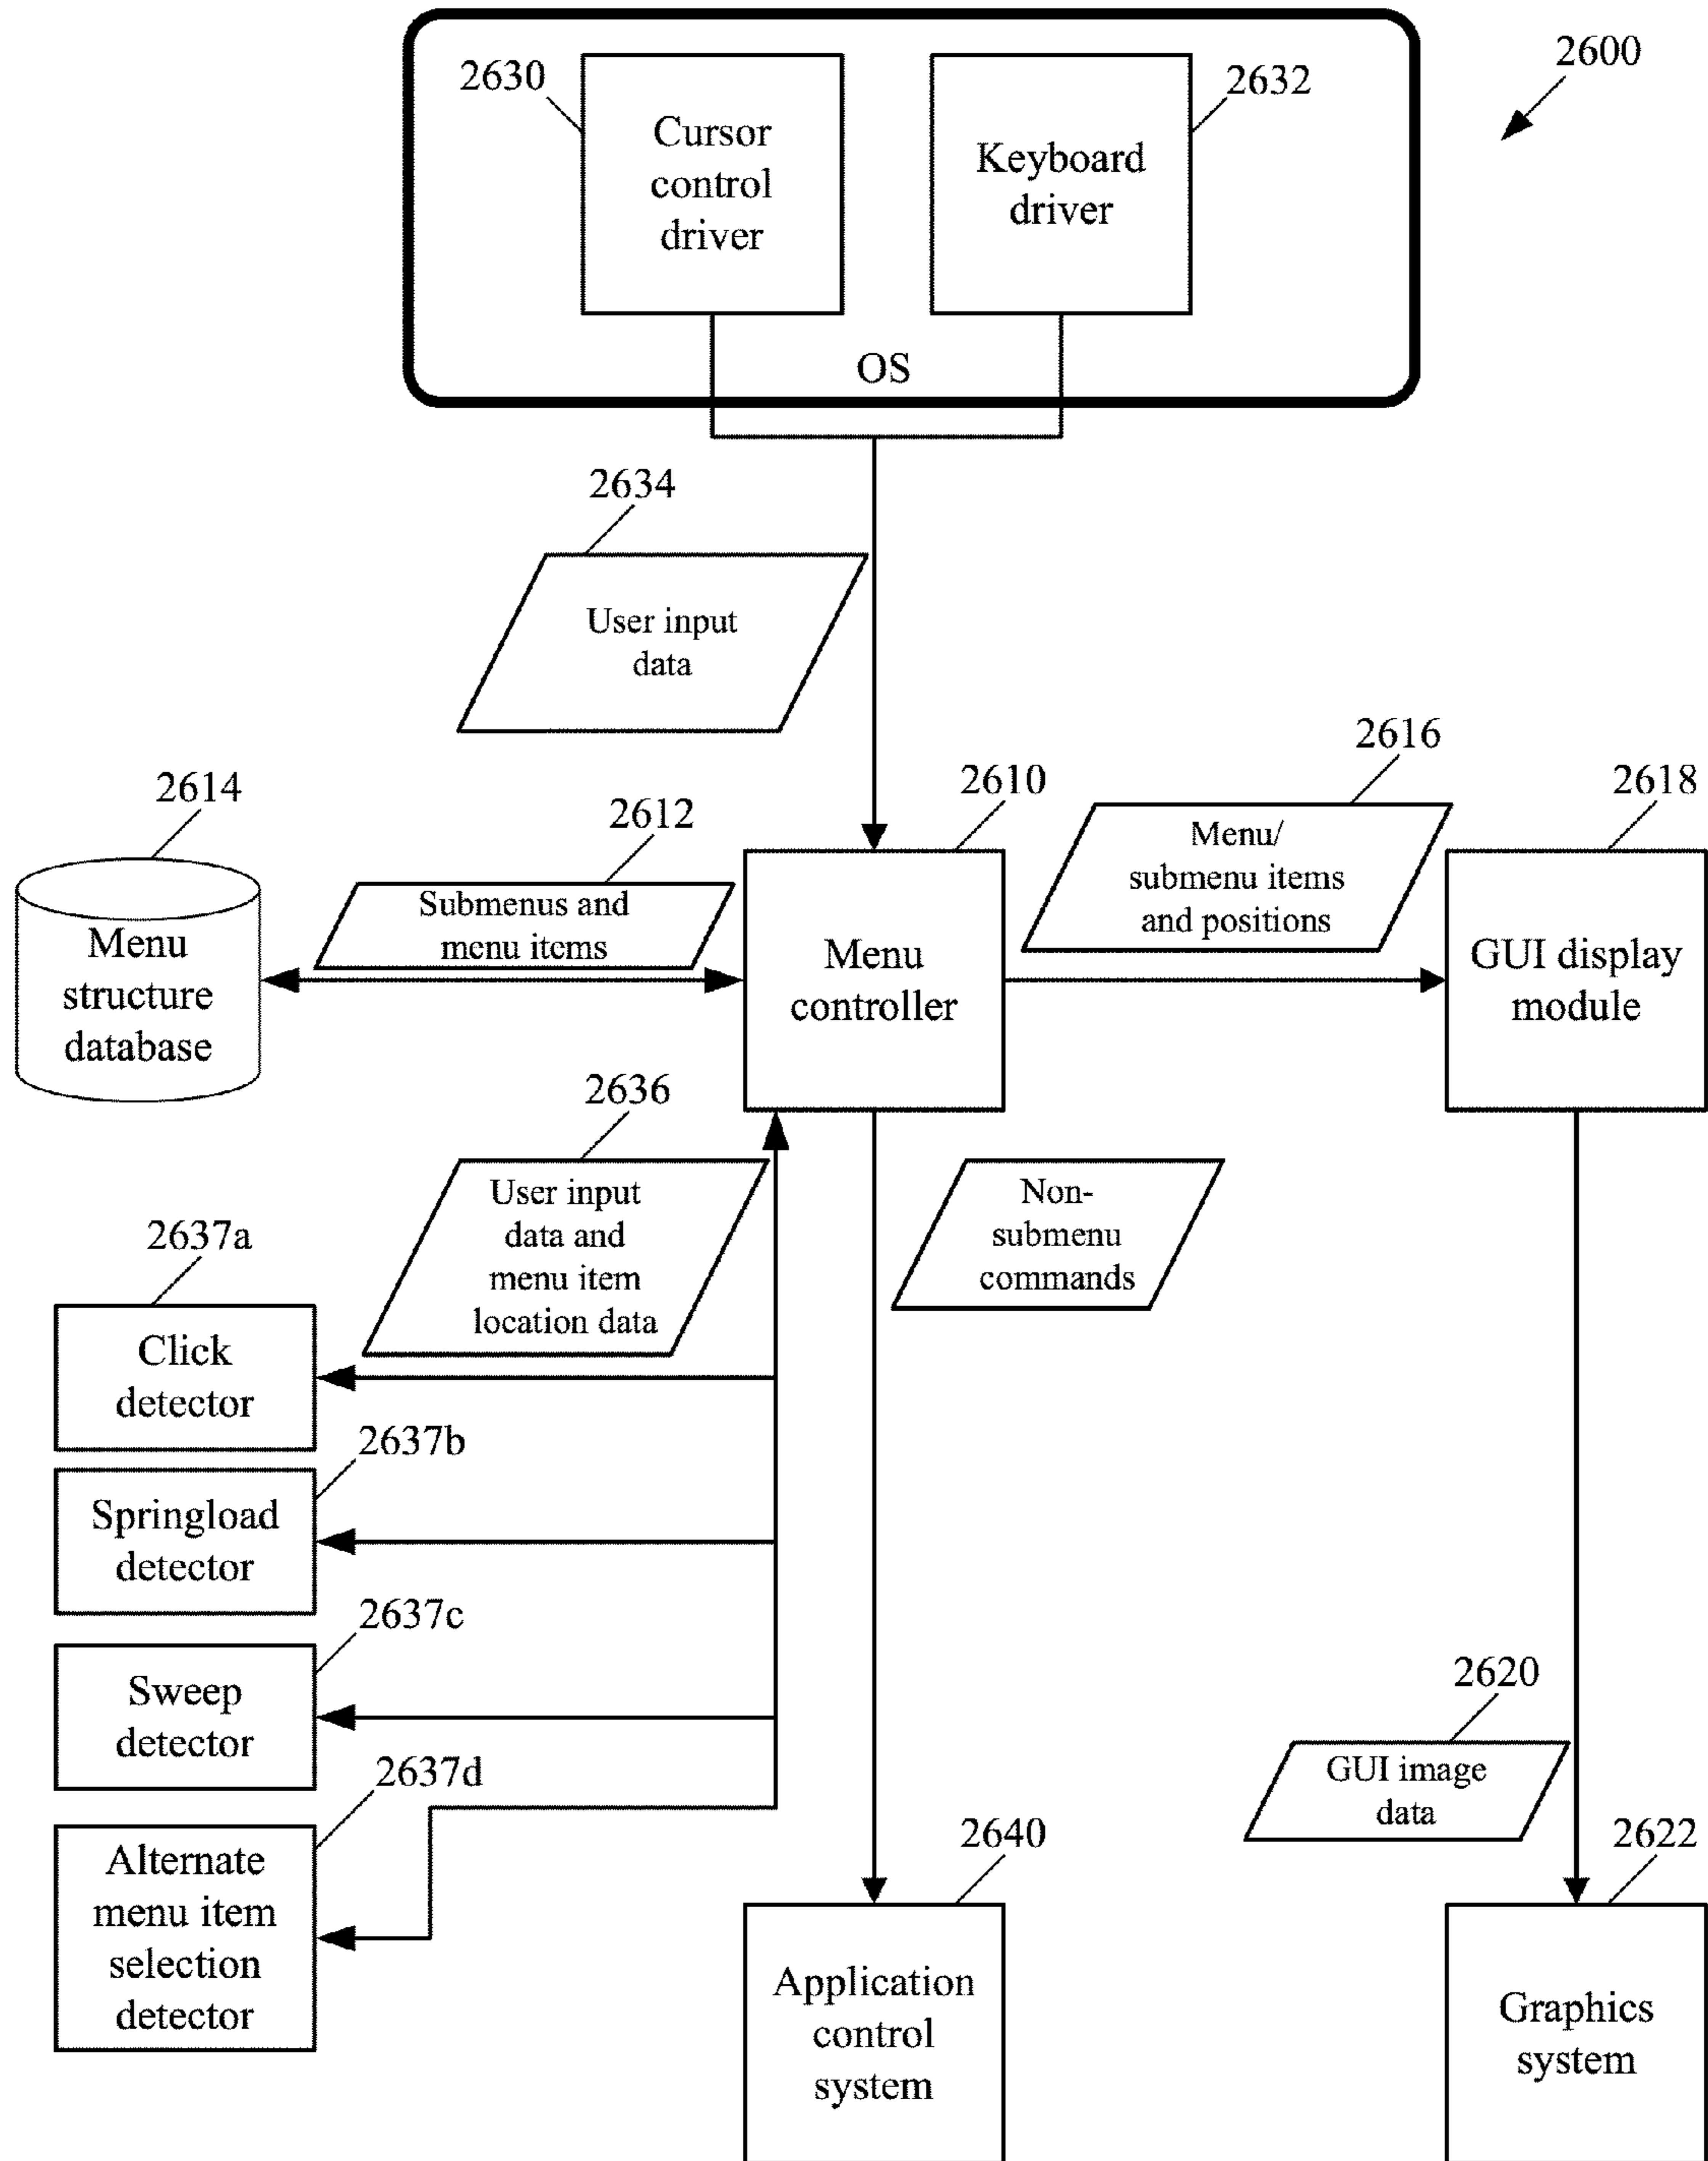 2600
2630
2632
Cursor
control
driver
Keyboard
driver
OS
2634
User input
data
2614
2612
2610
2616
2618
Menu
structure
database
Submenus and
menu items
Menu
controller
Menu/
submenu items
and positions
GUI display
module
2636
User input
data and
menu item
location data
Non-
submenu
commands
2637a
Click
detector
2637b
Springload
detector
2637c
Sweep
detector
2637d
Alternate
menu item
selection
detector
2620
GUI image
data
2640
Application
control
system
2622
Graphics
system